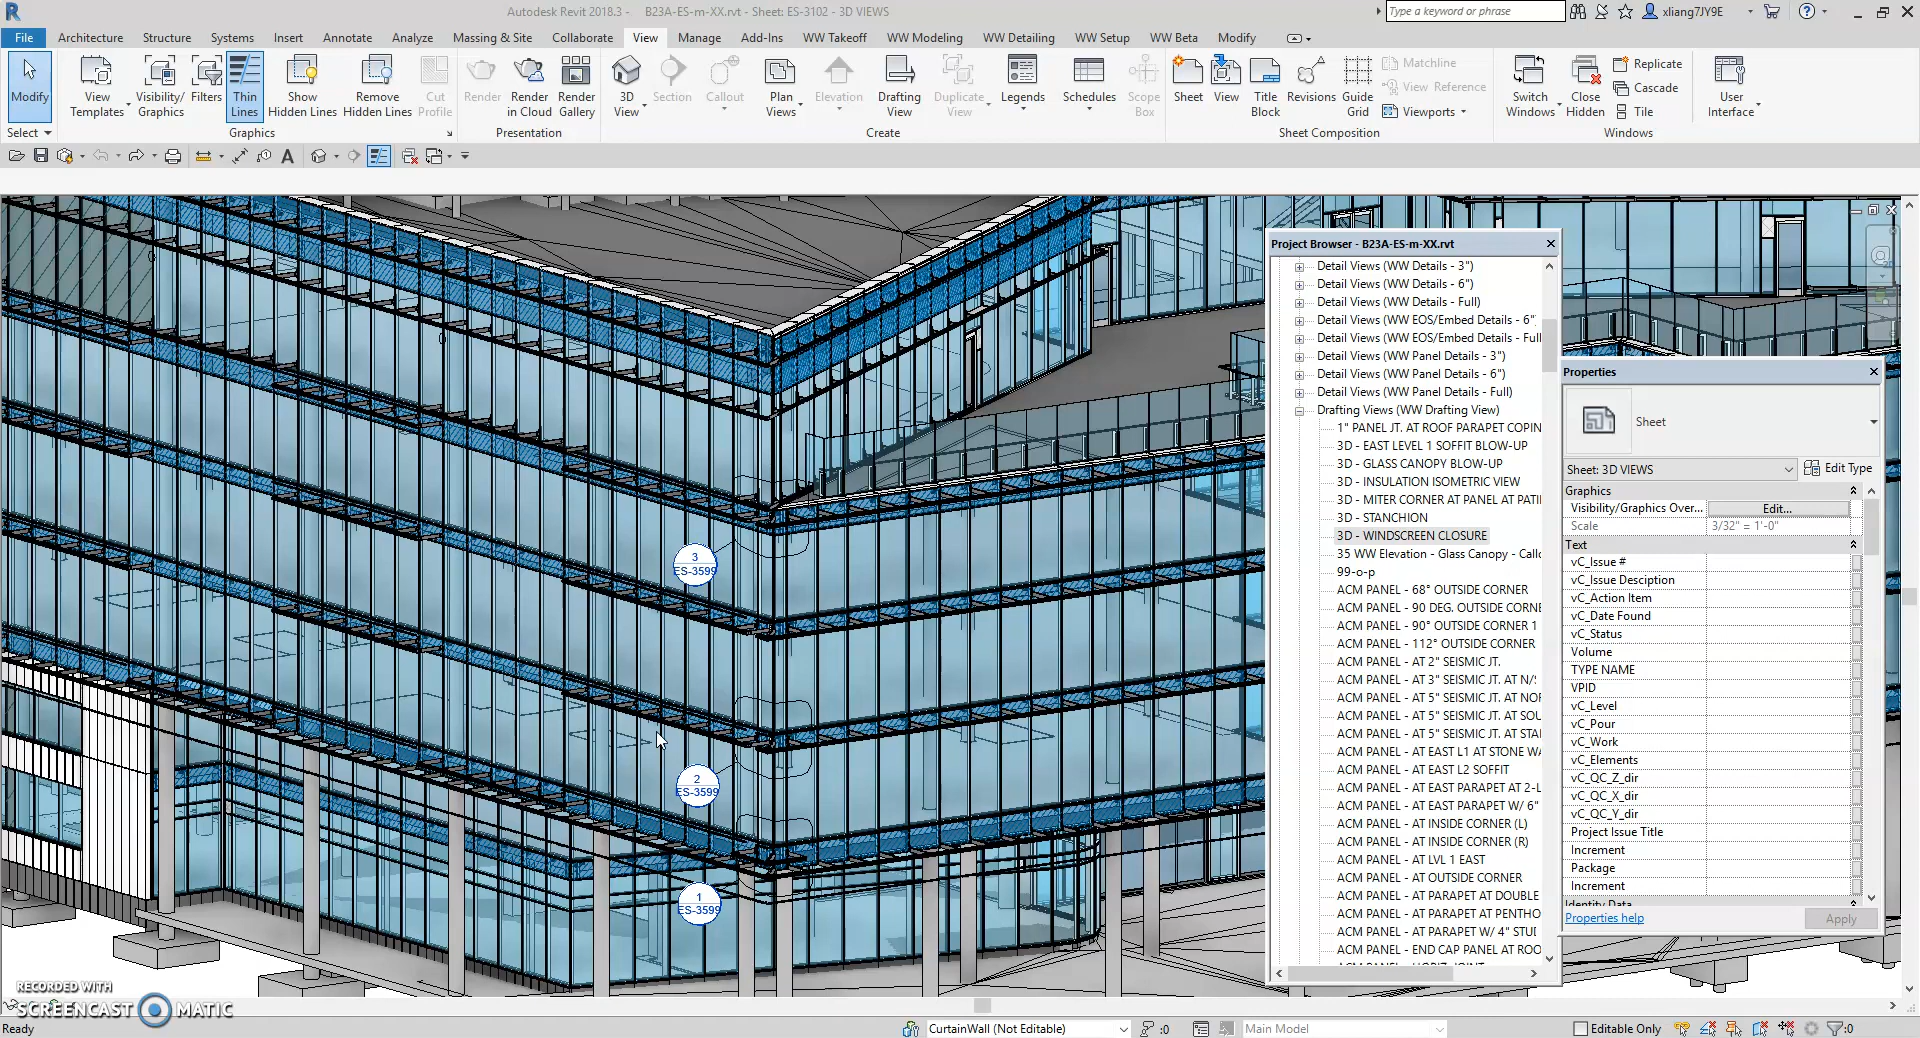 Autodesk Revit 2018.3 - B23A-ES-m-XX.rvt - Sheet: ES-3102 - 3D VIEWS
Type a keyword or phrase
xliang7JY9E
File Architecture Structure Systems Insert Annotate Analyze Massing & Site Collaborate View Manage Add-Ins WW Takeoff WW Modeling WW Detailing WW Setup WW Beta Modify
Modify
View Templates
Visibility/ Graphics
Filters
Thin Lines
Show Hidden Lines
Remove Hidden Lines
Cut Profile
Render
Render in Cloud
Render Gallery
3D View
Section
Callout
Plan Views
Elevation
Drafting View
Duplicate View
Legends
Schedules
Scope Box
Sheet
View
Title Block
Revisions
Guide Grid
Matchline
View Reference
Viewports
Switch Windows
Close Hidden
Replicate
Cascade
Tile
User Interface
Select Graphics Presentation Create Sheet Composition Windows
3
ES-3599
2
ES-3599
1
ES-3599
Project Browser - B23A-ES-m-XX.rvt
Detail Views (WW Details - 3")
Detail Views (WW Details - 6")
Detail Views (WW Details - Full)
Detail Views (WW EOS/Embed Details - 6"
Detail Views (WW EOS/Embed Details - Full
Detail Views (WW Panel Details - 3")
Detail Views (WW Panel Details - 6")
Detail Views (WW Panel Details - Full)
Drafting Views (WW Drafting View)
1" PANEL JT. AT ROOF PARAPET COPIN
3D - EAST LEVEL 1 SOFFIT BLOW-UP
3D - GLASS CANOPY BLOW-UP
3D - INSULATION ISOMETRIC VIEW
3D - MITER CORNER AT PANEL AT PATI
3D - STANCHION
3D - WINDSCREEN CLOSURE
35 WW Elevation - Glass Canopy - Callo
99-o-p
ACM PANEL - 68° OUTSIDE CORNER
ACM PANEL - 90 DEG. OUTSIDE CORNE
ACM PANEL - 90° OUTSIDE CORNER 1
ACM PANEL - 112° OUTSIDE CORNER
ACM PANEL - AT 2" SEISMIC JT.
ACM PANEL - AT 3" SEISMIC JT. AT N/S
ACM PANEL - AT 5" SEISMIC JT. AT NOR
ACM PANEL - AT 5" SEISMIC JT. AT SOU
ACM PANEL - AT 5" SEISMIC JT. AT STA
ACM PANEL - AT EAST L1 AT STONE WA
ACM PANEL - AT EAST L2 SOFFIT
ACM PANEL - AT EAST PARAPET AT 2-L
ACM PANEL - AT EAST PARAPET W/ 6"
ACM PANEL - AT INSIDE CORNER (L)
ACM PANEL - AT INSIDE CORNER (R)
ACM PANEL - AT LVL 1 EAST
ACM PANEL - AT OUTSIDE CORNER
ACM PANEL - AT PARAPET AT DOUBLE
ACM PANEL - AT PARAPET AT PENTHO
ACM PANEL - AT PARAPET W/ 4" STUD
ACM PANEL - END CAP PANEL AT ROO
Properties
Sheet
Sheet: 3D VIEWS Edit Type
Graphics
Visibility/Graphics Over... Edit...
Scale 3/32" = 1'-0"
Text
vC_Issue #
vC_Issue Desciption
vC_Action Item
vC_Date Found
vC_Status
Volume
TYPE NAME
VPID
vC_Level
vC_Pour
vC_Work
vC_Elements
vC_QC_Z_dir
vC_QC_X_dir
vC_QC_Y_dir
Project Issue Title
Increment
Package
Increment
Identity Data
Properties help Apply
RECORDED WITH
SCREENCAST MATIC
Ready
CurtainWall (Not Editable) :0 Main Model Editable Only :0